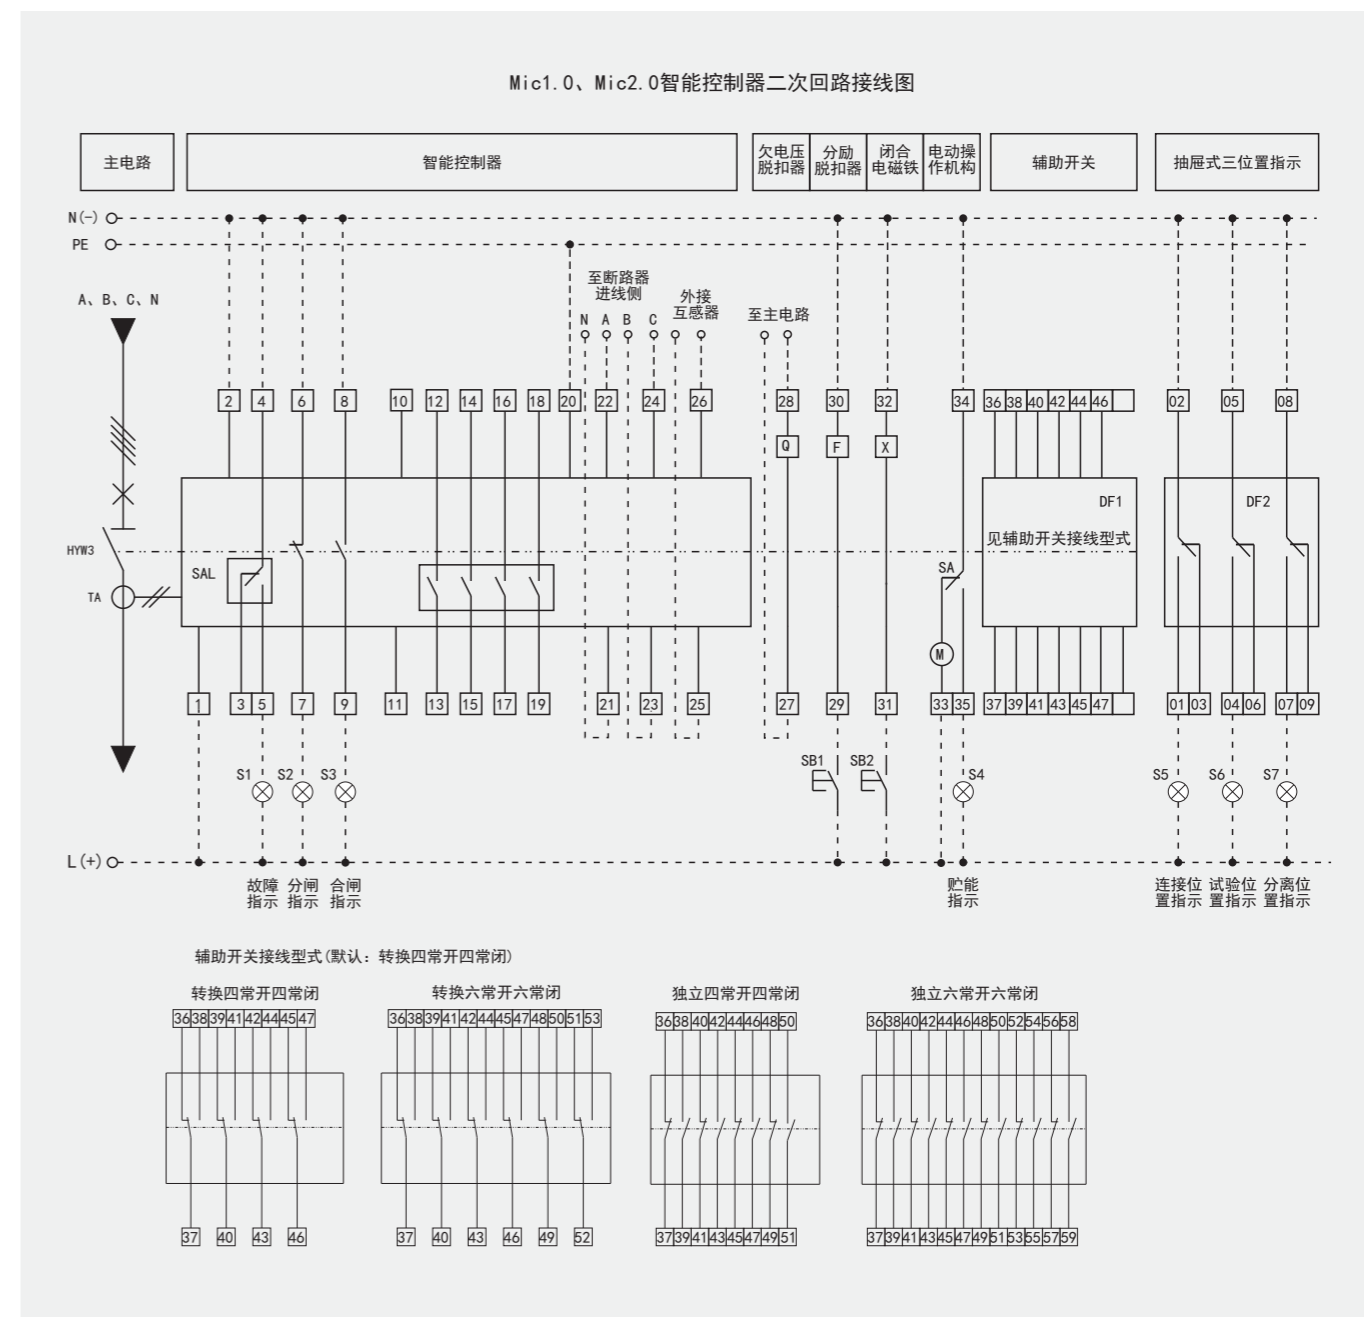 Mic1.0、Mic2.0智能控制器二次回路接线图
主电路
智能控制器
欠电压
脱扣器
分励
脱扣器
闭合
电磁铁
电动操
作机构
辅助开关
抽屉式三位置指示
N(-)
PE
A、B、C、N
至断路器
进线侧
N A B C
外接
互感器
至主电路
2 4 6 8 10 12 14 16 18 20 22 24 26 28 30 32 34 36 38 40 42 44 46 02 05 08
Q F X
DF1
DF2
见辅助开关接线型式
HYW3
SAL
SA
TA
M
1 3 5 7 9 11 13 15 17 19 21 23 25 27 29 31 33 35 37 39 41 43 45 47 01 03 04 06 07 09
SB1 SB2
S1 S2 S3 S4 S5 S6 S7
L(+)
故障
指示
分闸
指示
合闸
指示
贮能
指示
连接位
置指示
试验位
置指示
分离位
置指示
辅助开关接线型式(默认：转换四常开四常闭)
转换四常开四常闭
36 38 39 41 42 44 45 47
37 40 43 46
转换六常开六常闭
36 38 39 41 42 44 45 47 48 50 51 53
37 40 43 46 49 52
独立四常开四常闭
36 38 40 42 44 46 48 50
37 39 41 43 45 47 49 51
独立六常开六常闭
36 38 40 42 44 46 48 50 52 54 56 58
37 39 41 43 45 47 49 51 53 55 57 59